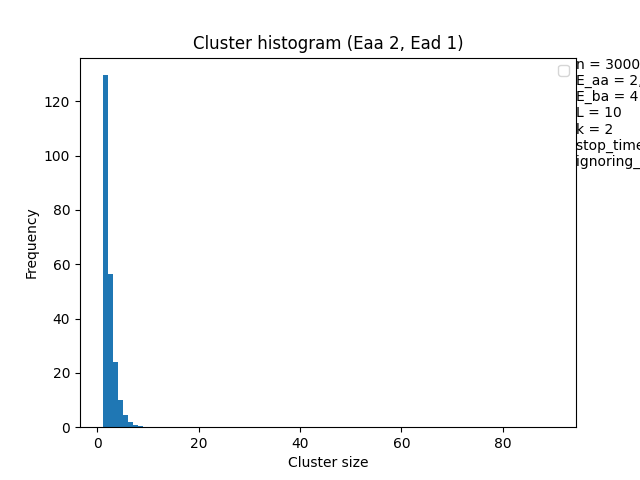 Cluster histogram (Eaa 2, Ead 1)
n = 3000
E_aa = 2,
E_ba = 4
L = 10
k = 2
stop_time
ignoring_
120
100
80
60
40
20
0
Frequency
0 20 40 60 80
Cluster size